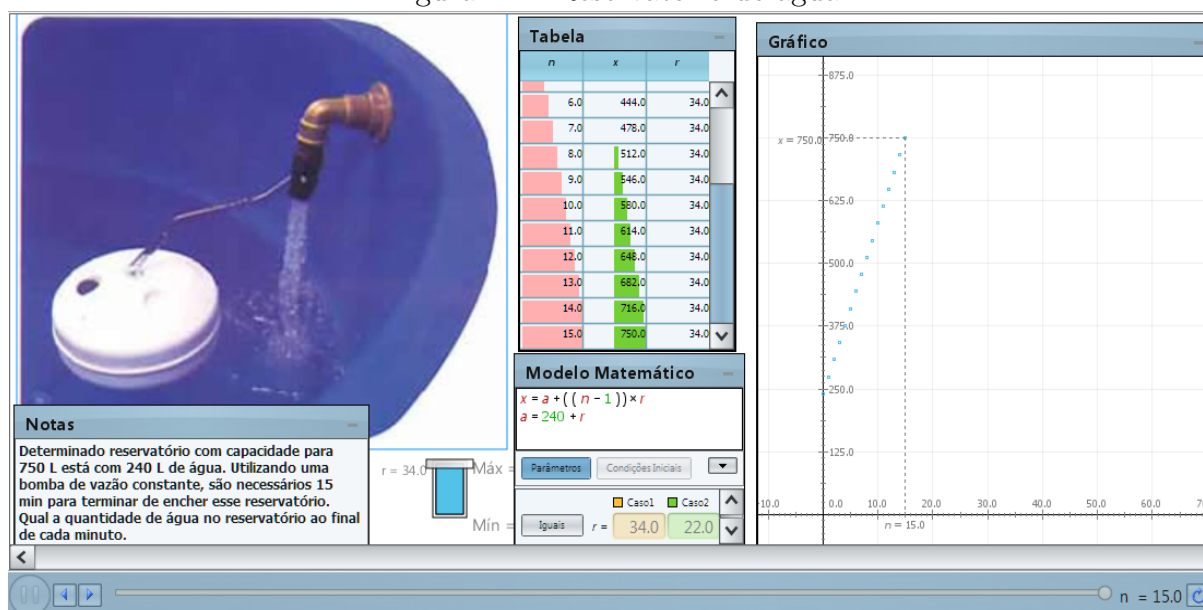 Tabela
n x r
6.0 444.0 34.0
7.0 478.0 34.0
8.0 512.0 34.0
9.0 546.0 34.0
10.0 580.0 34.0
11.0 614.0 34.0
12.0 648.0 34.0
13.0 682.0 34.0
14.0 716.0 34.0
15.0 750.0 34.0
Modelo Matemático
x = a + ( ( n - 1 ) ) × r
a = 240 + r
Parâmetros Condições Iniciais
Caso1 Caso2
Iguais r = 34.0 22.0
Notas
Determinado reservatório com capacidade para
750 L está com 240 L de água. Utilizando uma
bomba de vazão constante, são necessários 15
min para terminar de encher esse reservatório.
Qual a quantidade de água no reservatório ao final
de cada minuto.
r = 34.0
Máx =
Mín =
Gráfico
875.0
x = 750.0 750.0
625.0
500.0
375.0
250.0
125.0
10.0 10.0 20.0 30.0 40.0 50.0 60.0
n = 15.0
n = 15.0